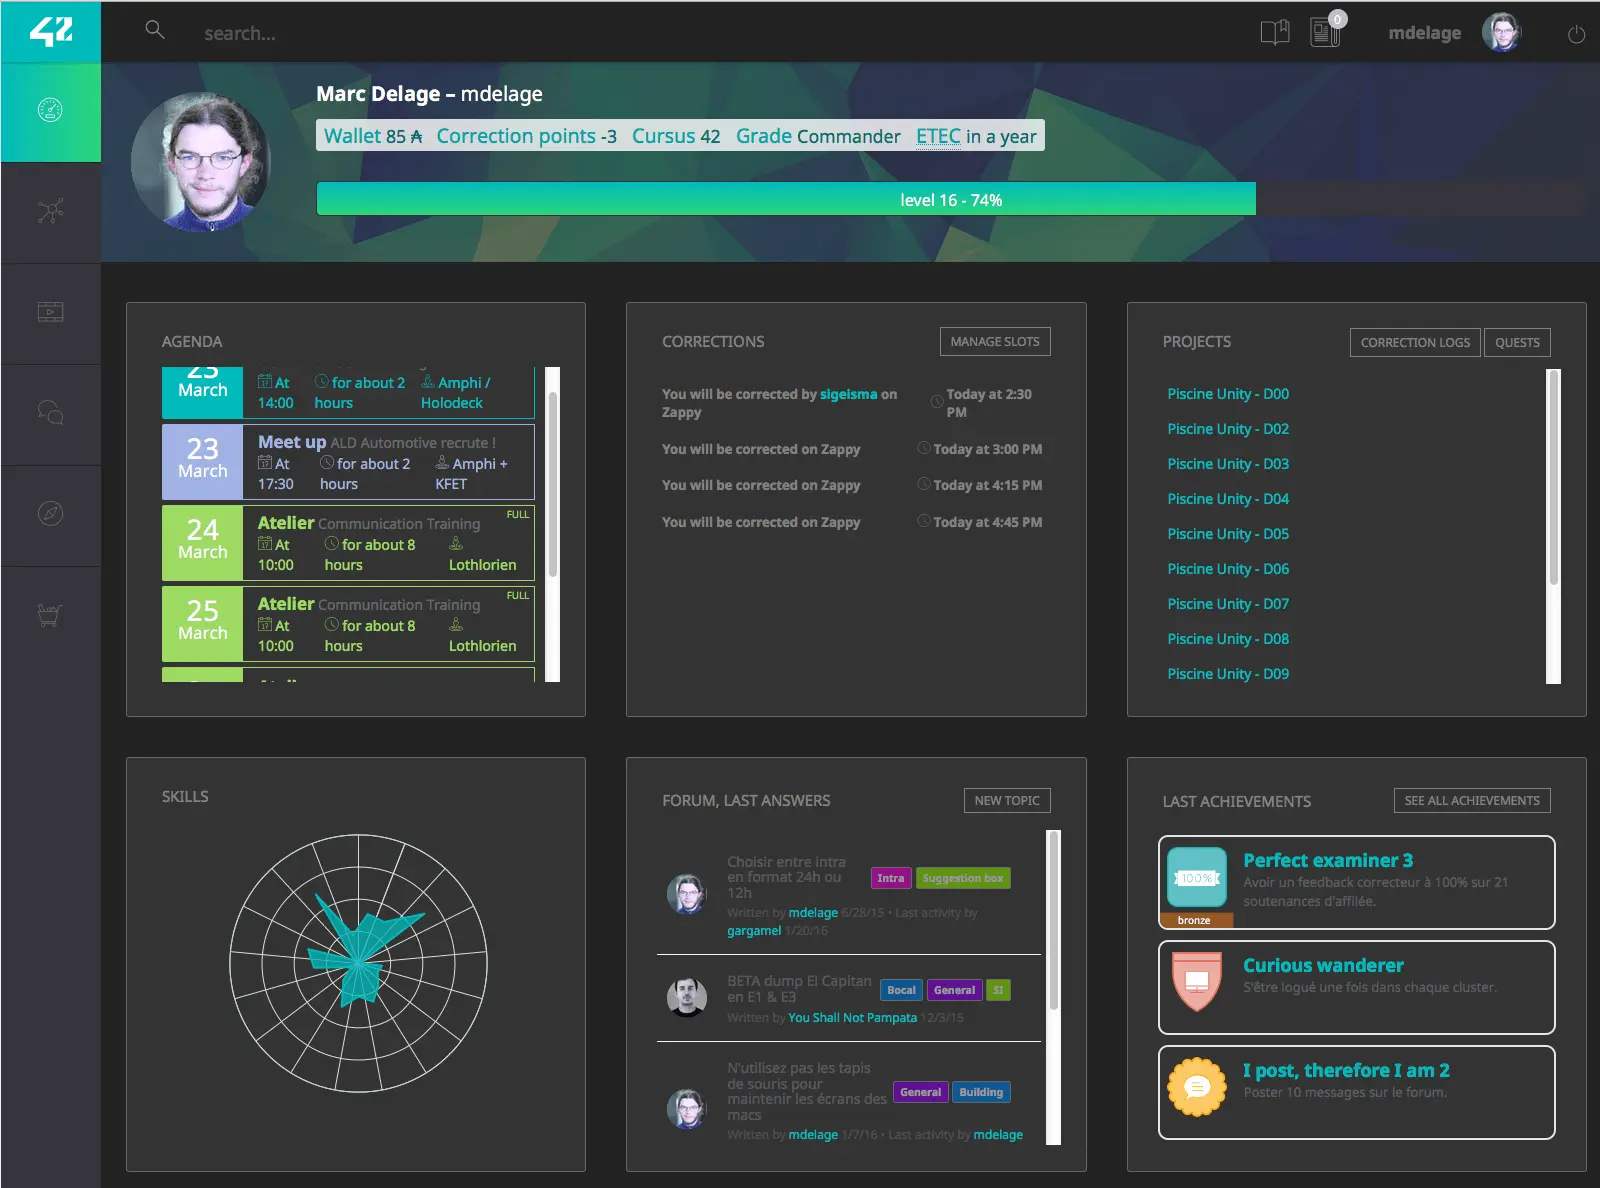 42
search...
0
mdelage
Marc Delage – mdelage
Wallet 85 ₳ Correction points -3 Cursus 42 Grade Commander ETEC in a year
level 16 - 74%
AGENDA
23
March
At
14:00
for about 2
hours
Amphi /
Holodeck
23
March
Meet up ALD Automotive recrute !
At
17:30
for about 2
hours
Amphi +
KFET
24
March
FULL
Atelier Communication Training
At
10:00
for about 8
hours
Lothlorien
25
March
FULL
Atelier Communication Training
At
10:00
for about 8
hours
Lothlorien
CORRECTIONS
MANAGE SLOTS
You will be corrected by sigeisma on
Zappy
Today at 2:30
PM
You will be corrected on Zappy
Today at 3:00 PM
You will be corrected on Zappy
Today at 4:15 PM
You will be corrected on Zappy
Today at 4:45 PM
PROJECTS
CORRECTION LOGS
QUESTS
Piscine Unity - D00
Piscine Unity - D02
Piscine Unity - D03
Piscine Unity - D04
Piscine Unity - D05
Piscine Unity - D06
Piscine Unity - D07
Piscine Unity - D08
Piscine Unity - D09
SKILLS
FORUM, LAST ANSWERS
NEW TOPIC
Choisir entre intra
en format 24h ou
12h
Intra
Suggestion box
Written by mdelage 6/28/15 • Last activity by
gargamel 1/20/16
BETA dump El Capitan
en E1 & E3
Bocal
General
SI
Written by You Shall Not Pampata 12/3/15
N'utilisez pas les tapis
de souris pour
maintenir les écrans des
macs
General
Building
Written by mdelage 1/7/16 • Last activity by mdelage
LAST ACHIEVEMENTS
SEE ALL ACHIEVEMENTS
100%
bronze
Perfect examiner 3
Avoir un feedback correcteur à 100% sur 21
soutenances d'affilée.
Curious wanderer
S'être logué une fois dans chaque cluster.
I post, therefore I am 2
Poster 10 messages sur le forum.